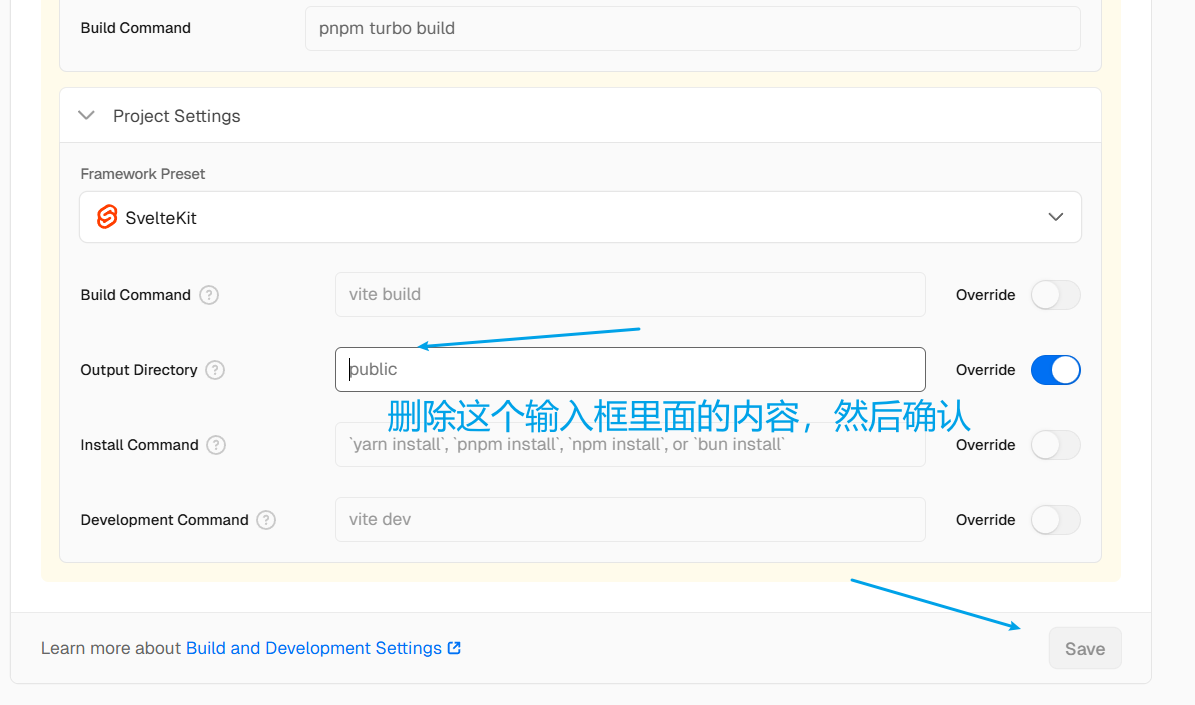 Build Command
pnpm turbo build
Project Settings
Framework Preset
SvelteKit
Build Command ?
vite build
Override
Output Directory ?
public
Override
删除这个输入框里面的内容，然后确认
Install Command ?
`yarn install`, `pnpm install`, `npm install`, or `bun install`
Override
Development Command ?
vite dev
Override
Learn more about Build and Development Settings
Save